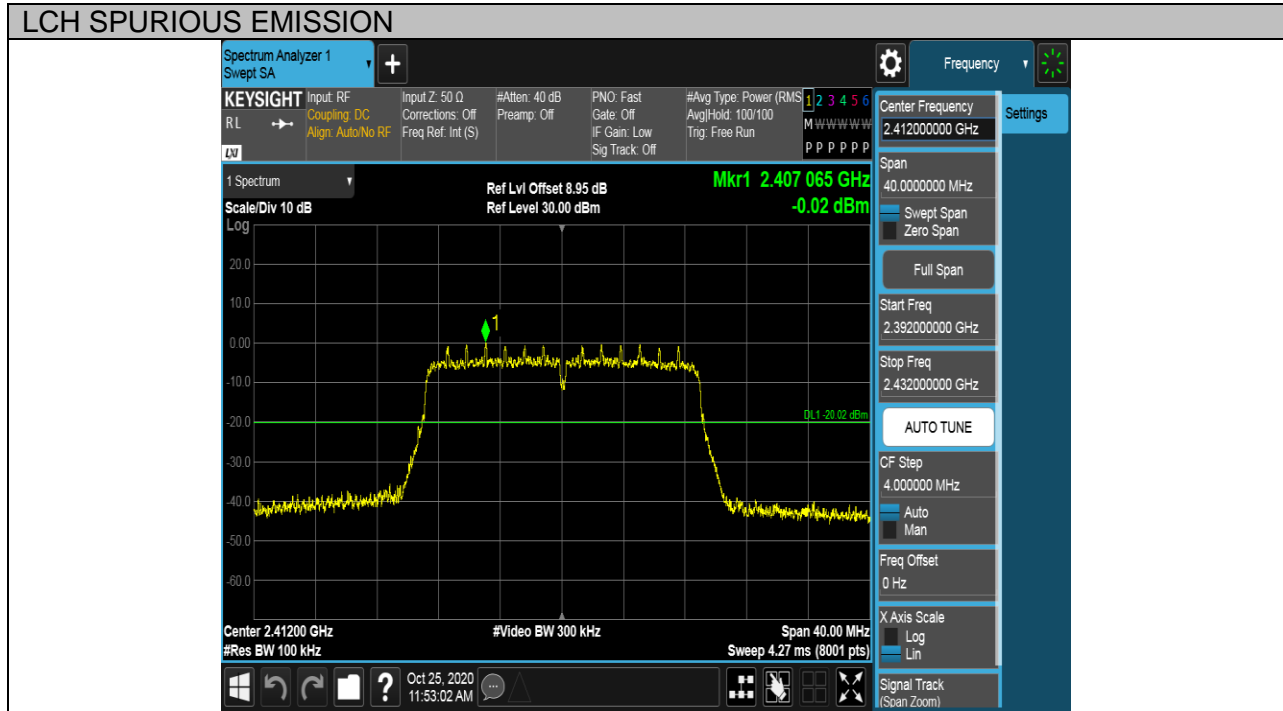 LCH SPURIOUS EMISSION
Spectrum Analyzer 1
Swept SA
+
Frequency
KEYSIGHT
RL
LXI
Input: RF
Coupling: DC
Align: Auto/No RF
Input Z: 50 Ω
Corrections: Off
Freq Ref: Int (S)
#Atten: 40 dB
Preamp: Off
PNO: Fast
Gate: Off
IF Gain: Low
Sig Track: Off
#Avg Type: Power (RMS
Avg|Hold: 100/100
Trig: Free Run
1 2 3 4 5 6
M W W W W W
P P P P P P
1 Spectrum
Scale/Div 10 dB
Ref Lvl Offset 8.95 dB
Ref Level 30.00 dBm
Mkr1 2.407 065 GHz
-0.02 dBm
Log
20.0
10.0
1
0.00
-10.0
DL1 -20.02 dBm
-20.0
-30.0
-40.0
-50.0
-60.0
Center 2.41200 GHz
#Video BW 300 kHz
Span 40.00 MHz
#Res BW 100 kHz
Sweep 4.27 ms (8001 pts)
?
Oct 25, 2020
11:53:02 AM
Center Frequency
2.412000000 GHz
Settings
Span
40.0000000 MHz
Swept Span
Zero Span
Full Span
Start Freq
2.392000000 GHz
Stop Freq
2.432000000 GHz
AUTO TUNE
CF Step
4.000000 MHz
Auto
Man
Freq Offset
0 Hz
X Axis Scale
Log
Lin
Signal Track
(Span Zoom)